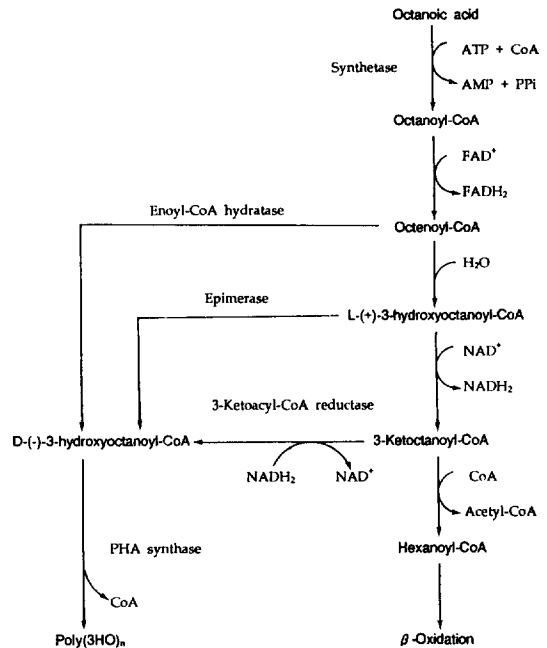 Octanoic acid
ATP + CoA
Synthetase
AMP + PPi
Octanoyl-CoA
FAD⁺
FADH₂
Enoyl-CoA hydratase
Octenoyl-CoA
H₂O
Epimerase
L-(+)-3-hydroxyoctanoyl-CoA
NAD⁺
NADH₂
3-Ketoacyl-CoA reductase
D-(-)-3-hydroxyoctanoyl-CoA
3-Ketoctanoyl-CoA
NADH₂
NAD⁺
CoA
Acetyl-CoA
Hexanoyl-CoA
PHA synthase
CoA
Poly(3HO)ₙ
β-Oxidation